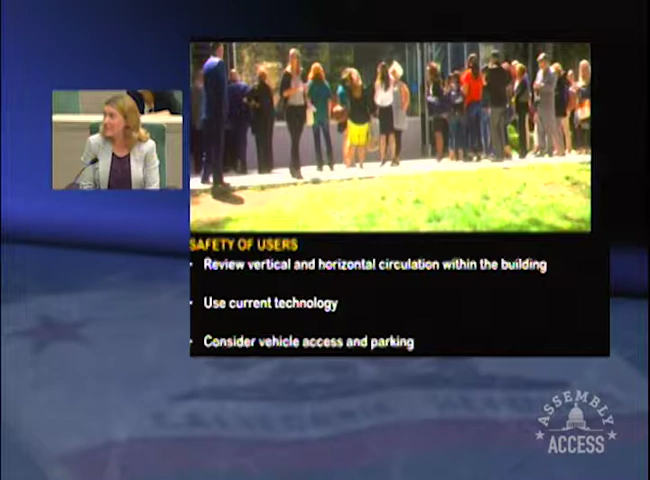 SAFETY OF USERS
• Review vertical and horizontal circulation within the building
• Use current technology
• Consider vehicle access and parking
ASSEMBLY
ACCESS